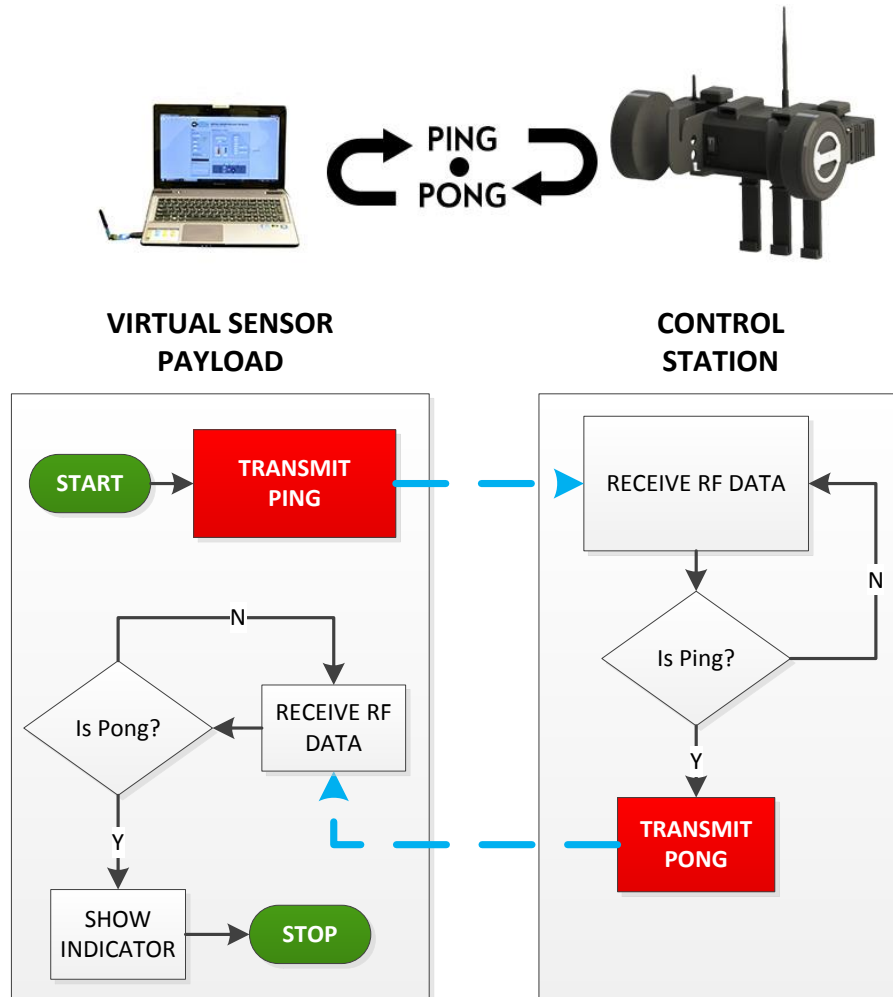 PING
PONG
VIRTUAL SENSOR
PAYLOAD
CONTROL
STATION
START
TRANSMIT
PING
RECEIVE RF DATA
N
N
Is Ping?
Is Pong?
RECEIVE RF
DATA
Y
TRANSMIT
PONG
Y
SHOW
INDICATOR
STOP